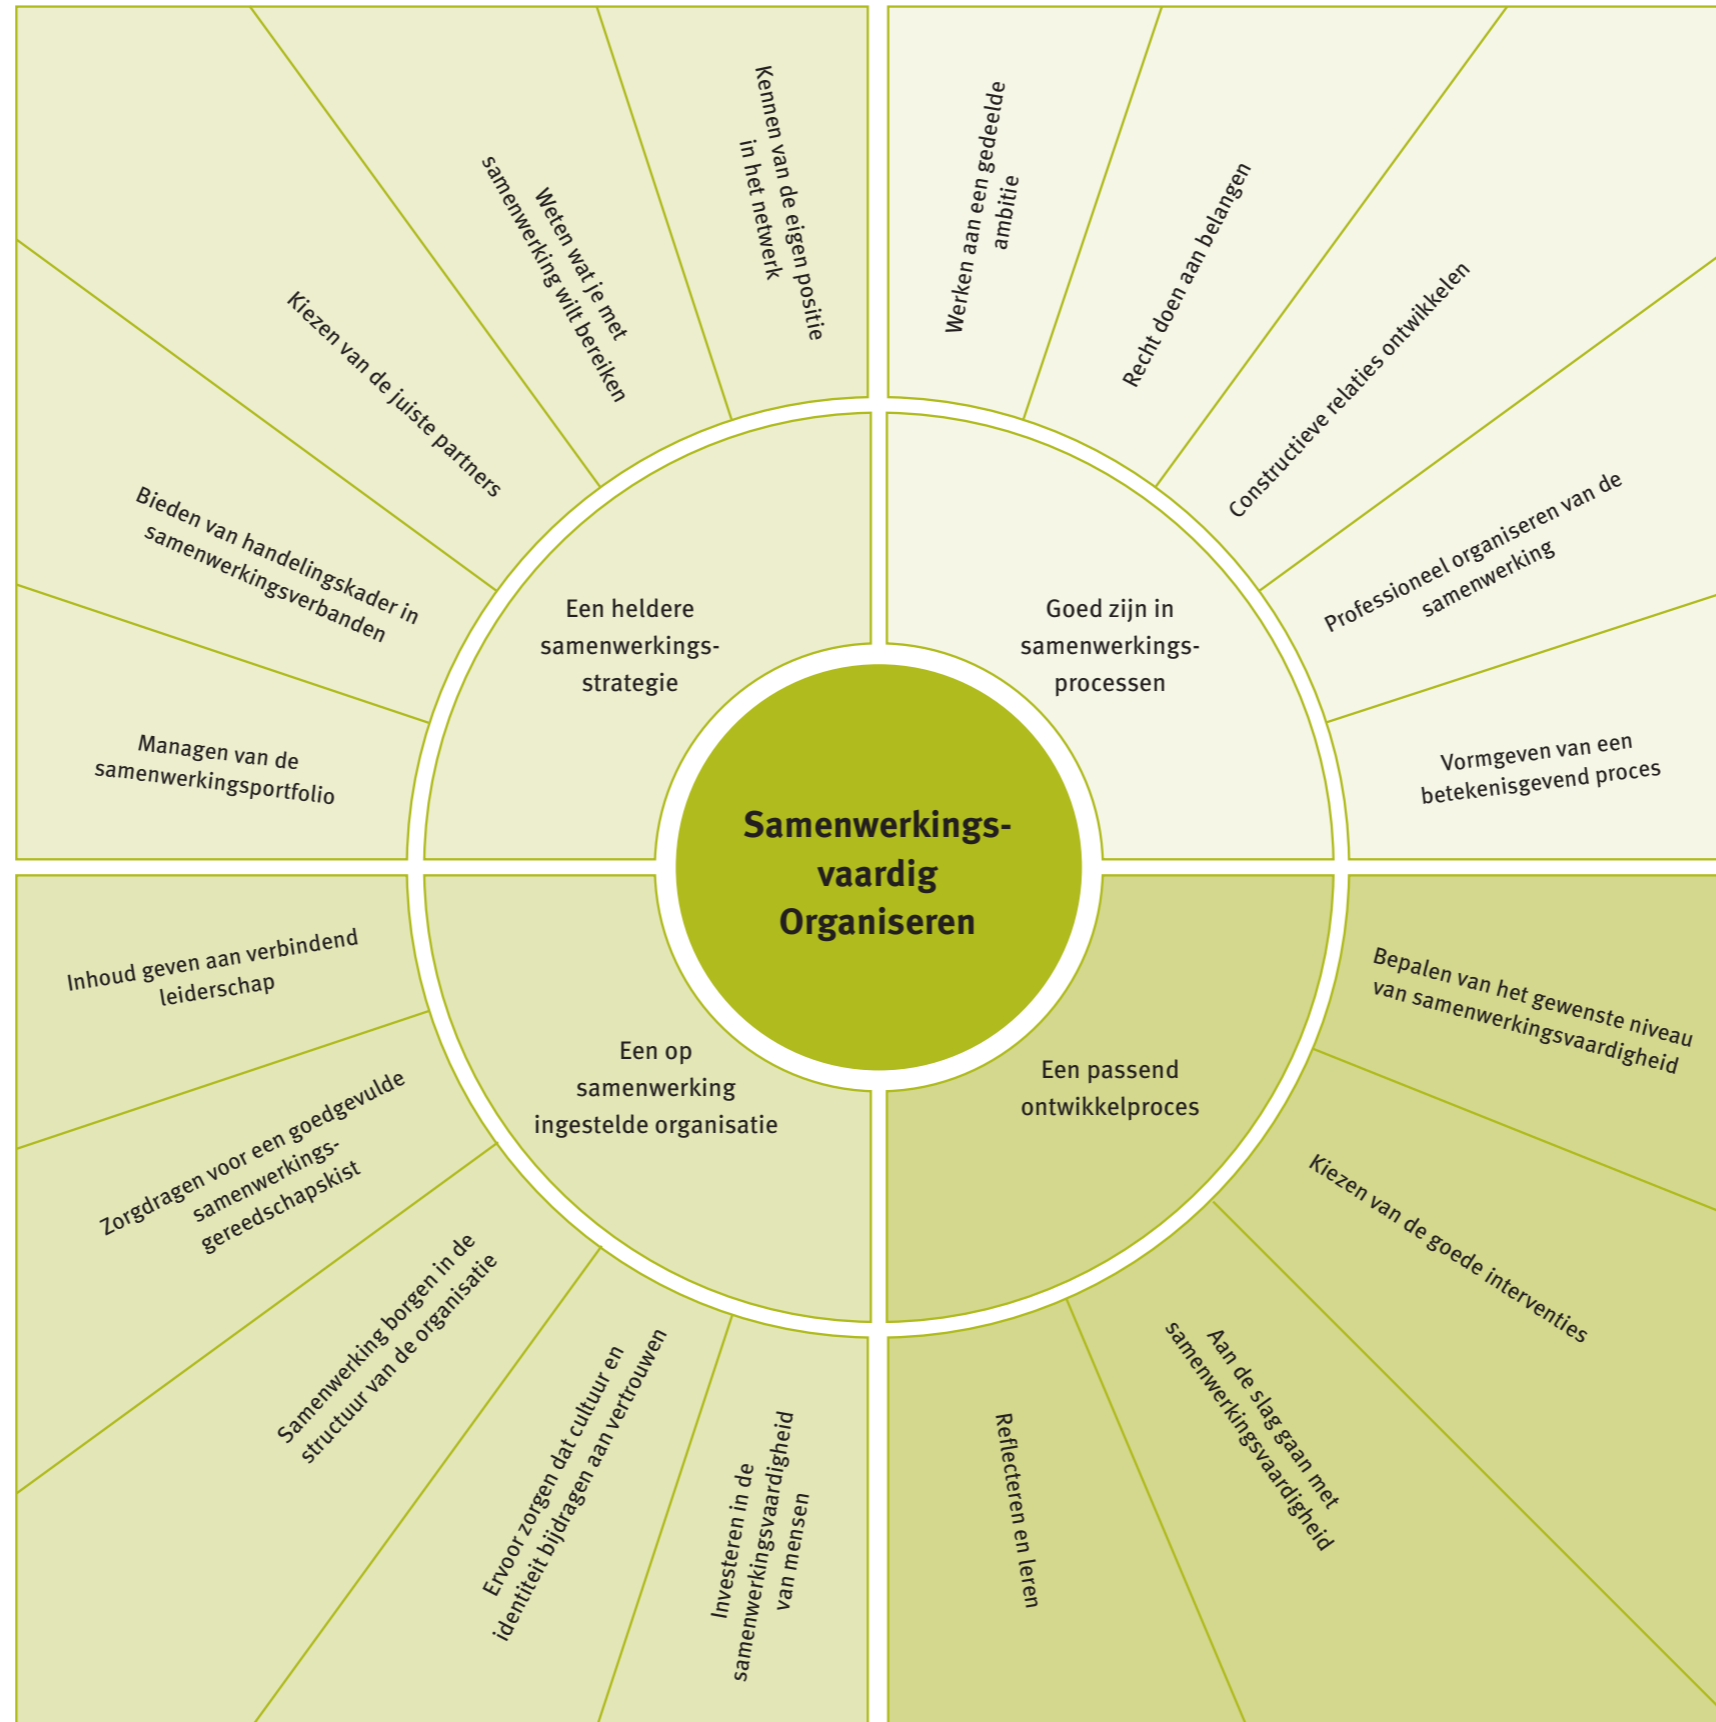 Samenwerkings-
vaardig
Organiseren
Een heldere
samenwerkings-
strategie
Managen van de
samenwerkingsportfolio
Bieden van handelingskader in
samenwerkingsverbanden
Kiezen van de juiste partners
Weten wat je met
samenwerking wilt bereiken
Kennen van de eigen positie
in het netwerk
Goed zijn in
samenwerkings-
processen
Werken aan een gedeelde
ambitie
Recht doen aan belangen
Constructieve relaties ontwikkelen
Professioneel organiseren van de
samenwerking
Vormgeven van een
betekenisgevend proces
Een passend
ontwikkelproces
Bepalen van het gewenste niveau
van samenwerkingsvaardigheid
Kiezen van de goede interventies
Aan de slag gaan met
samenwerkingsvaardigheid
Reflecteren en leren
Een op
samenwerking
ingestelde organisatie
Inhoud geven aan verbindend
leiderschap
Zorgdragen voor een goedgevulde
samenwerkings-
gereedschapskist
Samenwerking borgen in de
structuur van de organisatie
Ervoor zorgen dat cultuur en
identiteit bijdragen aan vertrouwen
Investeren in de
samenwerkingsvaardigheid
van mensen